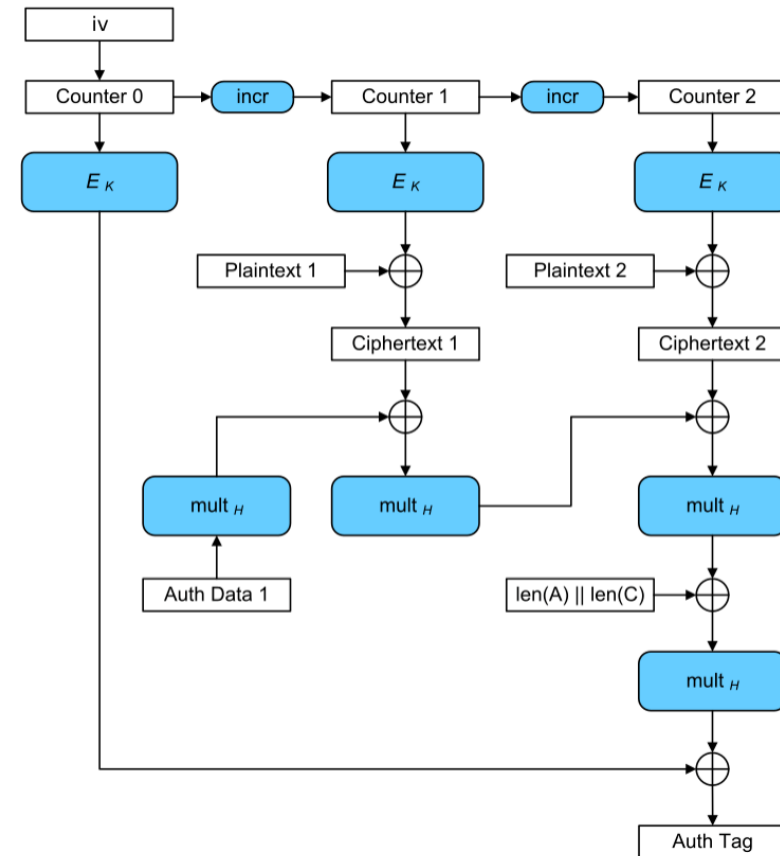 iv
Counter 0
incr
Counter 1
incr
Counter 2
E K
E K
E K
Plaintext 1
Plaintext 2
Ciphertext 1
Ciphertext 2
mult H
mult H
mult H
Auth Data 1
len(A) || len(C)
mult H
Auth Tag